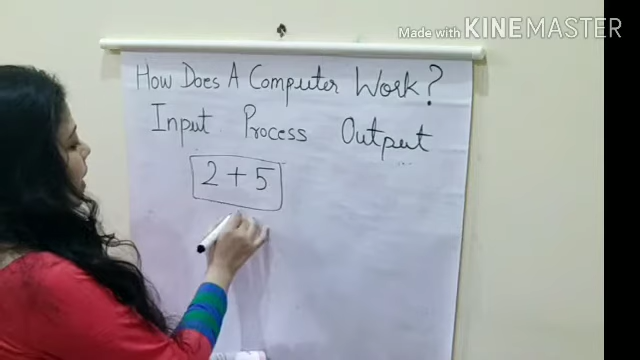 Made with KINEMASTER
How Does A Computer Work?
Input Process Output
2 + 5